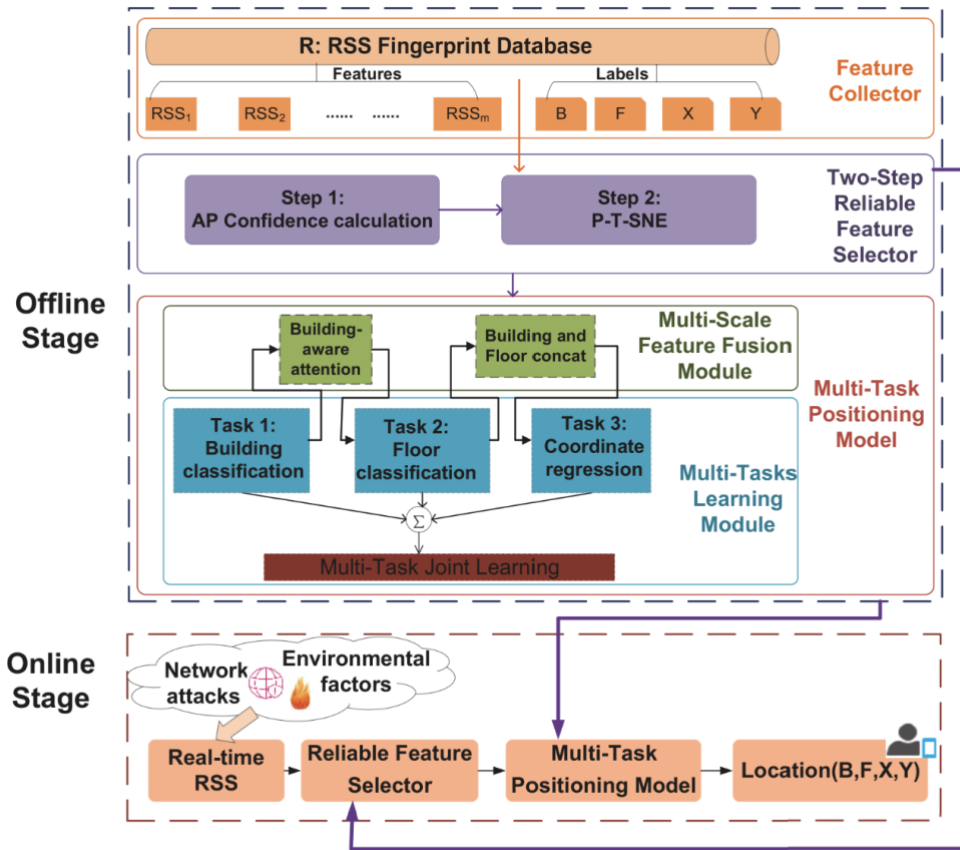 R: RSS Fingerprint Database
Features
Labels
RSS1
RSS2
...... ......
RSSm
B
F
X
Y
Feature
Collector
Step 1:
AP Confidence calculation
Step 2:
P-T-SNE
Two-Step
Reliable
Feature
Selector
Offline
Stage
Building-
aware
attention
Building and
Floor concat
Multi-Scale
Feature Fusion
Module
Task 1:
Building
classification
Task 2:
Floor
classification
Task 3:
Coordinate
regression
Multi-Tasks
Learning
Module
Multi-Task
Positioning
Model
Σ
Multi-Task Joint Learning
Online
Stage
Network
attacks
Environmental
factors
Real-time
RSS
Reliable Feature
Selector
Multi-Task
Positioning Model
Location(B,F,X,Y)